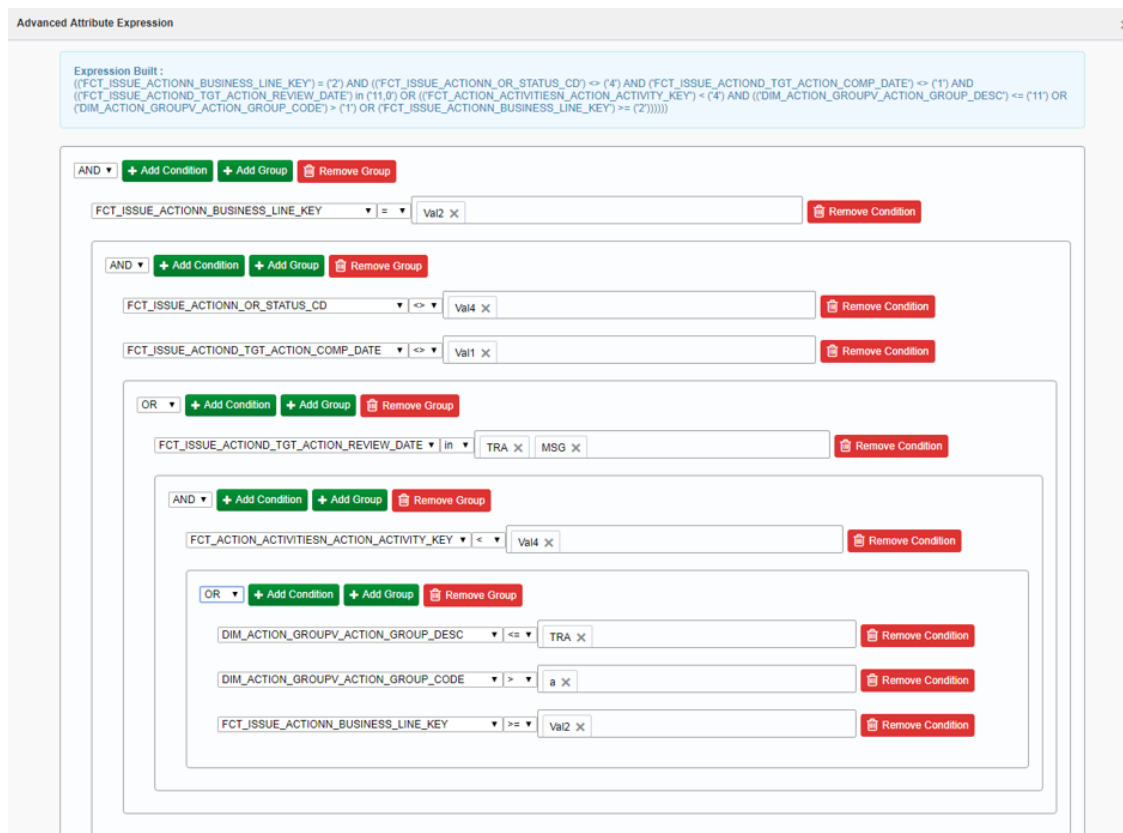 Advanced Attribute Expression
Expression Built :
(('FCT_ISSUE_ACTIONN_BUSINESS_LINE_KEY') = ('2') AND (('FCT_ISSUE_ACTIONN_OR_STATUS_CD') <> ('4') AND ('FCT_ISSUE_ACTIOND_TGT_ACTION_COMP_DATE') <> ('1') AND
(('FCT_ISSUE_ACTIOND_TGT_ACTION_REVIEW_DATE') in ('11,0') OR (('FCT_ACTION_ACTIVITIESN_ACTION_ACTIVITY_KEY') < ('4') AND (('DIM_ACTION_GROUPV_ACTION_GROUP_DESC') <= ('11') OR
('DIM_ACTION_GROUPV_ACTION_GROUP_CODE') > ('1') OR ('FCT_ISSUE_ACTIONN_BUSINESS_LINE_KEY') >= ('2'))))))
AND Add Condition Add Group Remove Group
FCT_ISSUE_ACTIONN_BUSINESS_LINE_KEY = Val2 Remove Condition
AND Add Condition Add Group Remove Group
FCT_ISSUE_ACTIONN_OR_STATUS_CD <> Val4 Remove Condition
FCT_ISSUE_ACTIOND_TGT_ACTION_COMP_DATE <> Val1 Remove Condition
OR Add Condition Add Group Remove Group
FCT_ISSUE_ACTIOND_TGT_ACTION_REVIEW_DATE in TRA MSG Remove Condition
AND Add Condition Add Group Remove Group
FCT_ACTION_ACTIVITIESN_ACTION_ACTIVITY_KEY < Val4 Remove Condition
OR Add Condition Add Group Remove Group
DIM_ACTION_GROUPV_ACTION_GROUP_DESC <= TRA Remove Condition
DIM_ACTION_GROUPV_ACTION_GROUP_CODE > a Remove Condition
FCT_ISSUE_ACTIONN_BUSINESS_LINE_KEY >= Val2 Remove Condition